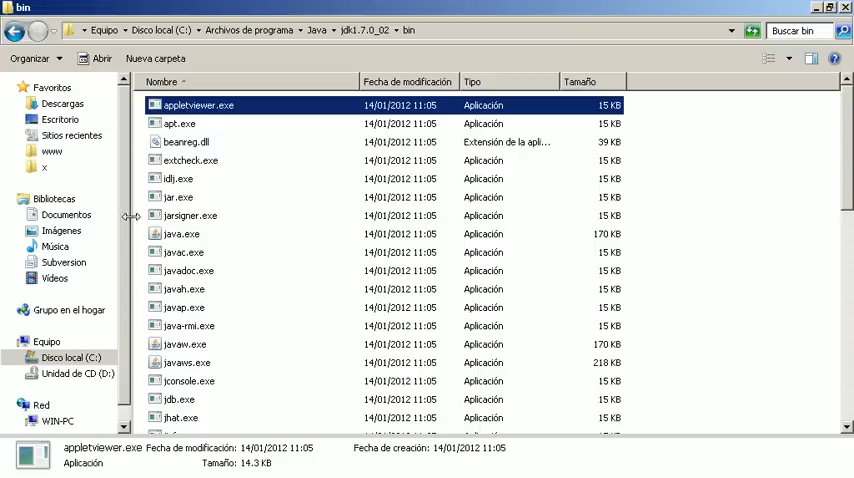 bin
Equipo ▸ Disco local (C:) ▸ Archivos de programa ▸ Java ▸ jdk1.7.0_02 ▸ bin
Buscar bin
Organizar Abrir Nueva carpeta
Favoritos
Descargas
Escritorio
Sitios recientes
www
x
Bibliotecas
Documentos
Imágenes
Música
Subversion
Vídeos
Grupo en el hogar
Equipo
Disco local (C:)
Unidad de CD (D:)
Red
WIN-PC
Nombre Fecha de modificación Tipo Tamaño
appletviewer.exe 14/01/2012 11:05 Aplicación 15 KB
apt.exe 14/01/2012 11:05 Aplicación 15 KB
beanreg.dll 14/01/2012 11:05 Extensión de la apli... 39 KB
extcheck.exe 14/01/2012 11:05 Aplicación 15 KB
idlj.exe 14/01/2012 11:05 Aplicación 15 KB
jar.exe 14/01/2012 11:05 Aplicación 15 KB
jarsigner.exe 14/01/2012 11:05 Aplicación 15 KB
java.exe 14/01/2012 11:05 Aplicación 170 KB
javac.exe 14/01/2012 11:05 Aplicación 15 KB
javadoc.exe 14/01/2012 11:05 Aplicación 15 KB
javah.exe 14/01/2012 11:05 Aplicación 15 KB
javap.exe 14/01/2012 11:05 Aplicación 15 KB
java-rmi.exe 14/01/2012 11:05 Aplicación 15 KB
javaw.exe 14/01/2012 11:05 Aplicación 170 KB
javaws.exe 14/01/2012 11:05 Aplicación 218 KB
jconsole.exe 14/01/2012 11:05 Aplicación 15 KB
jdb.exe 14/01/2012 11:05 Aplicación 15 KB
jhat.exe 14/01/2012 11:05 Aplicación 15 KB
appletviewer.exe Fecha de modificación: 14/01/2012 11:05 Fecha de creación: 14/01/2012 11:05
Aplicación Tamaño: 14.3 KB